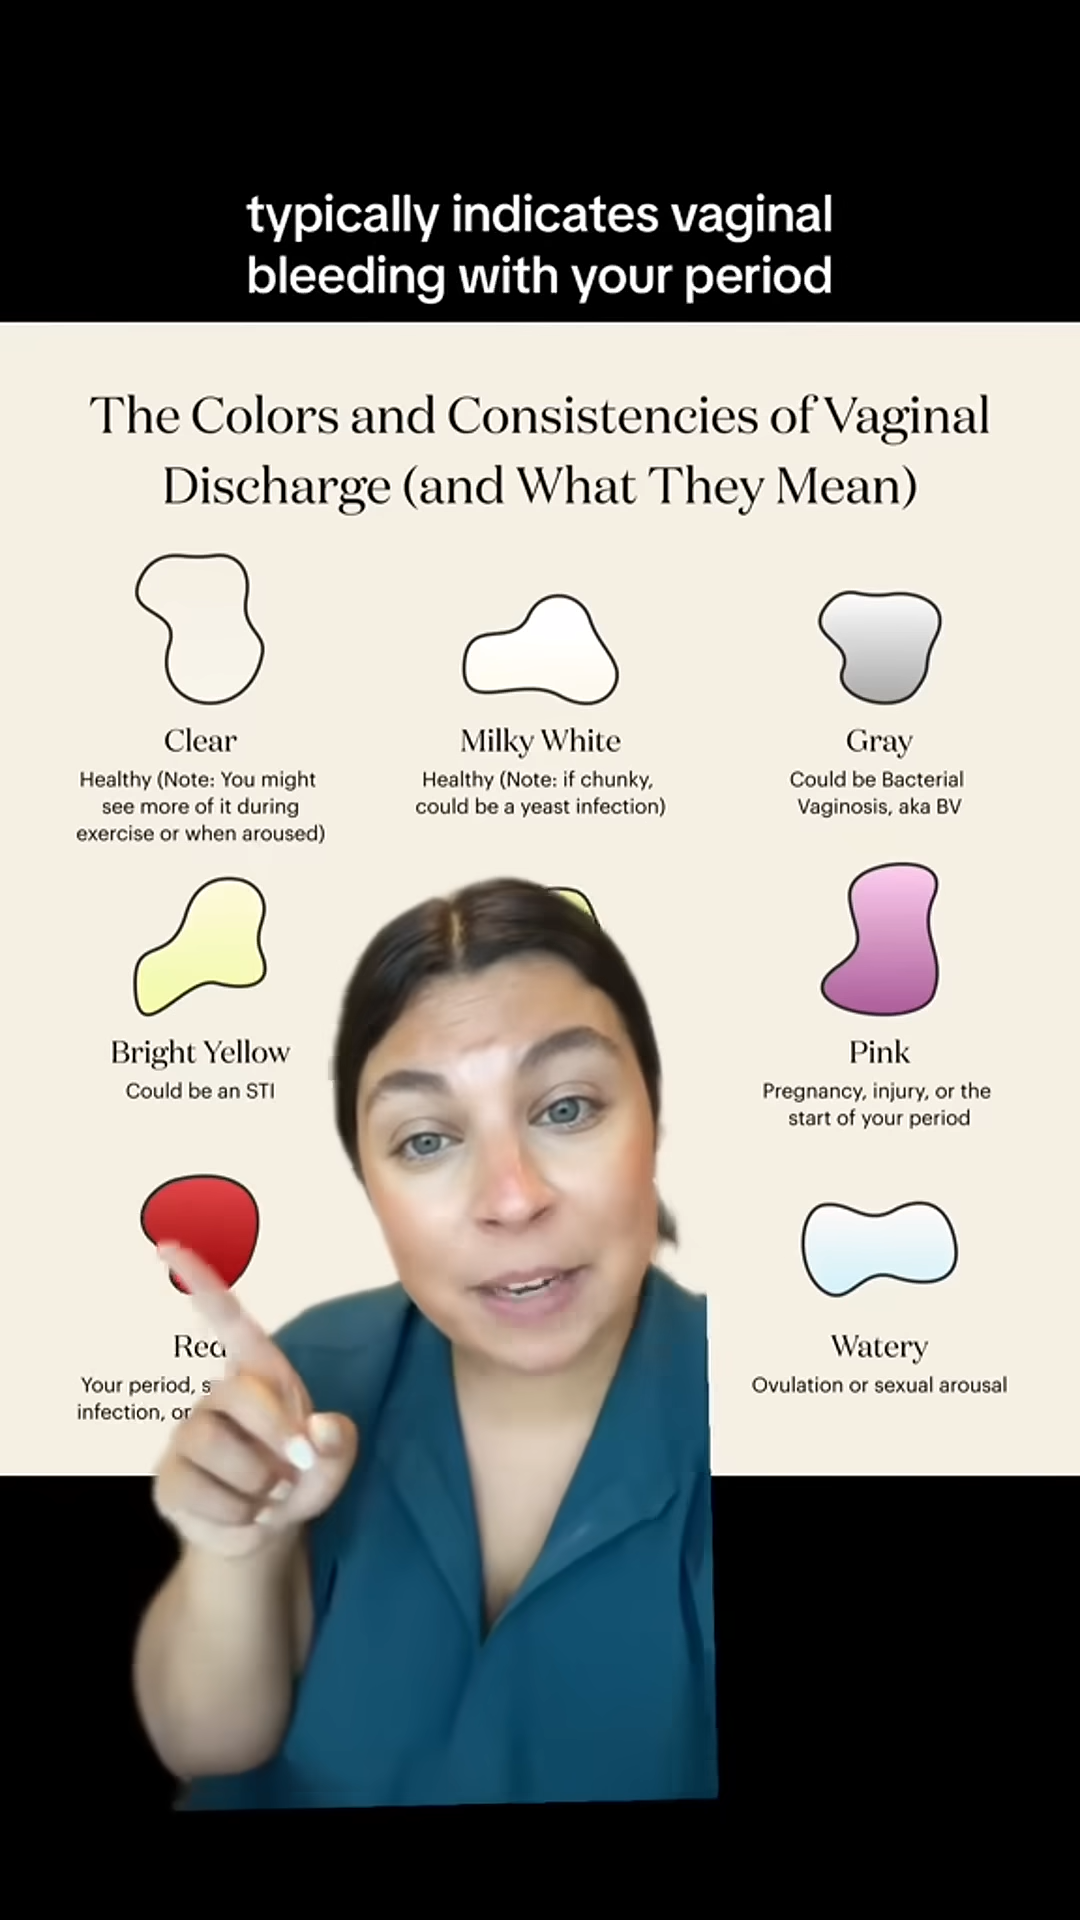 typically indicates vaginal
bleeding with your period
The Colors and Consistencies of Vaginal
Discharge (and What They Mean)
Clear
Healthy (Note: You might
see more of it during
exercise or when aroused)
Milky White
Healthy (Note: if chunky,
could be a yeast infection)
Gray
Could be Bacterial
Vaginosis, aka BV
Bright Yellow
Could be an STI
Pink
Pregnancy, injury, or the
start of your period
Red
Your period,
infection, or
Watery
Ovulation or sexual arousal